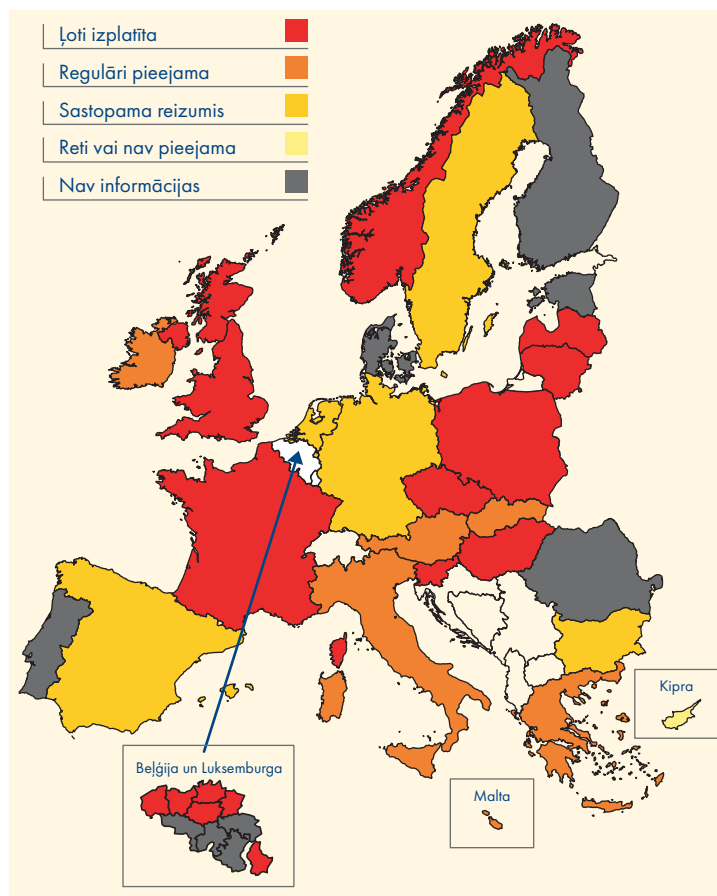 Ļoti izplatīta
Regulāri pieejama
Sastopama reizumis
Reti vai nav pieejama
Nav informācijas
Kipra
Beļģija un Luksemburga
Malta